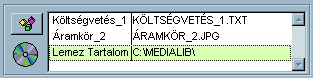 Költségvetés_1 KÖLTSÉGVETÉS_1.TXT
Áramkör_2 ÁRAMKÖR_2.JPG
Lemez Tartalom C:\MEDIALIB\